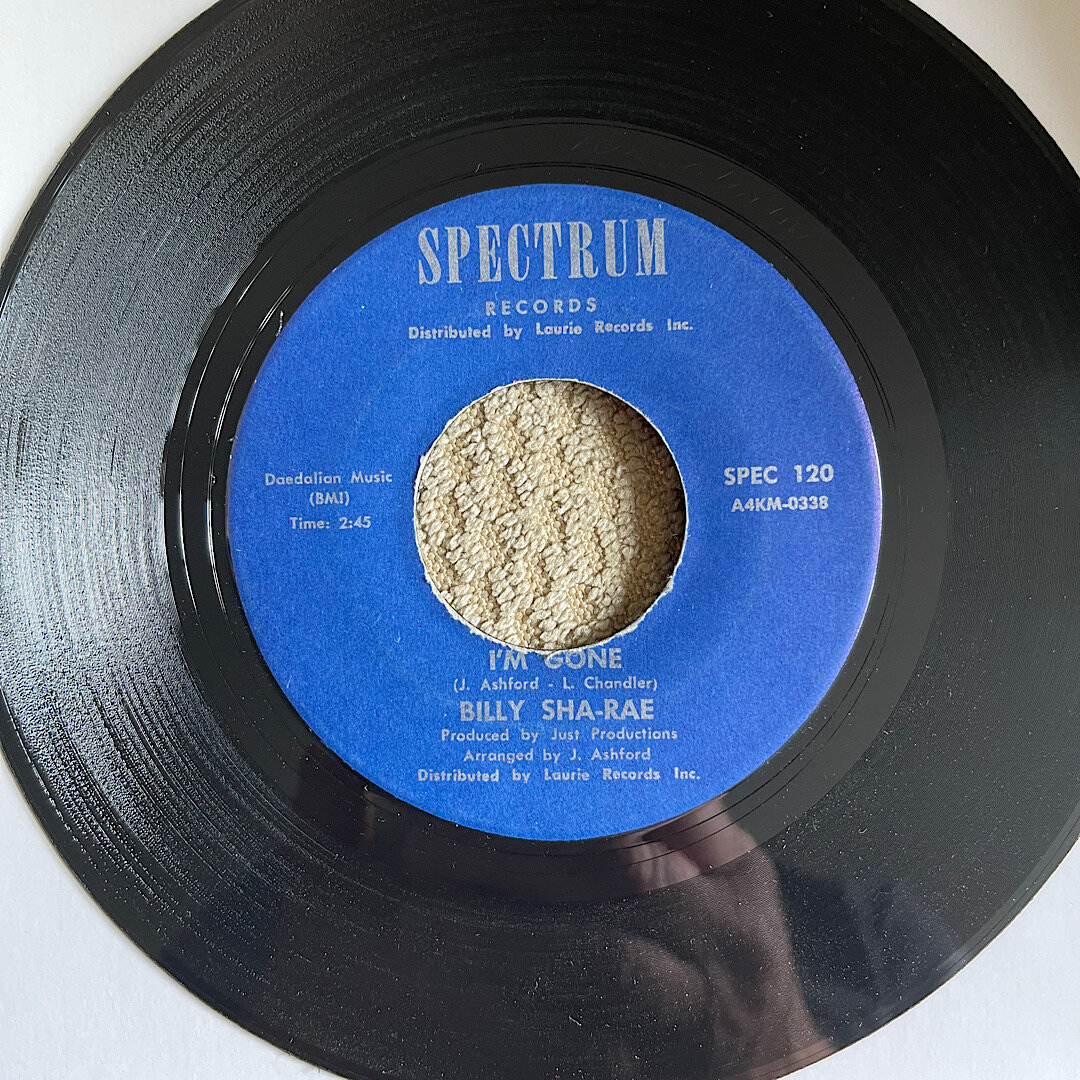 SPECTRUM
RECORDS
Distributed by Laurie Records Inc.
Daedalian Music
(BMI)
Time: 2:45
SPEC 120
A4KM-0338
I'M GONE
(J. Ashford - L. Chandler)
BILLY SHA-RAE
Produced by Just Productions
Arranged by J. Ashford
Distributed by Laurie Records Inc.